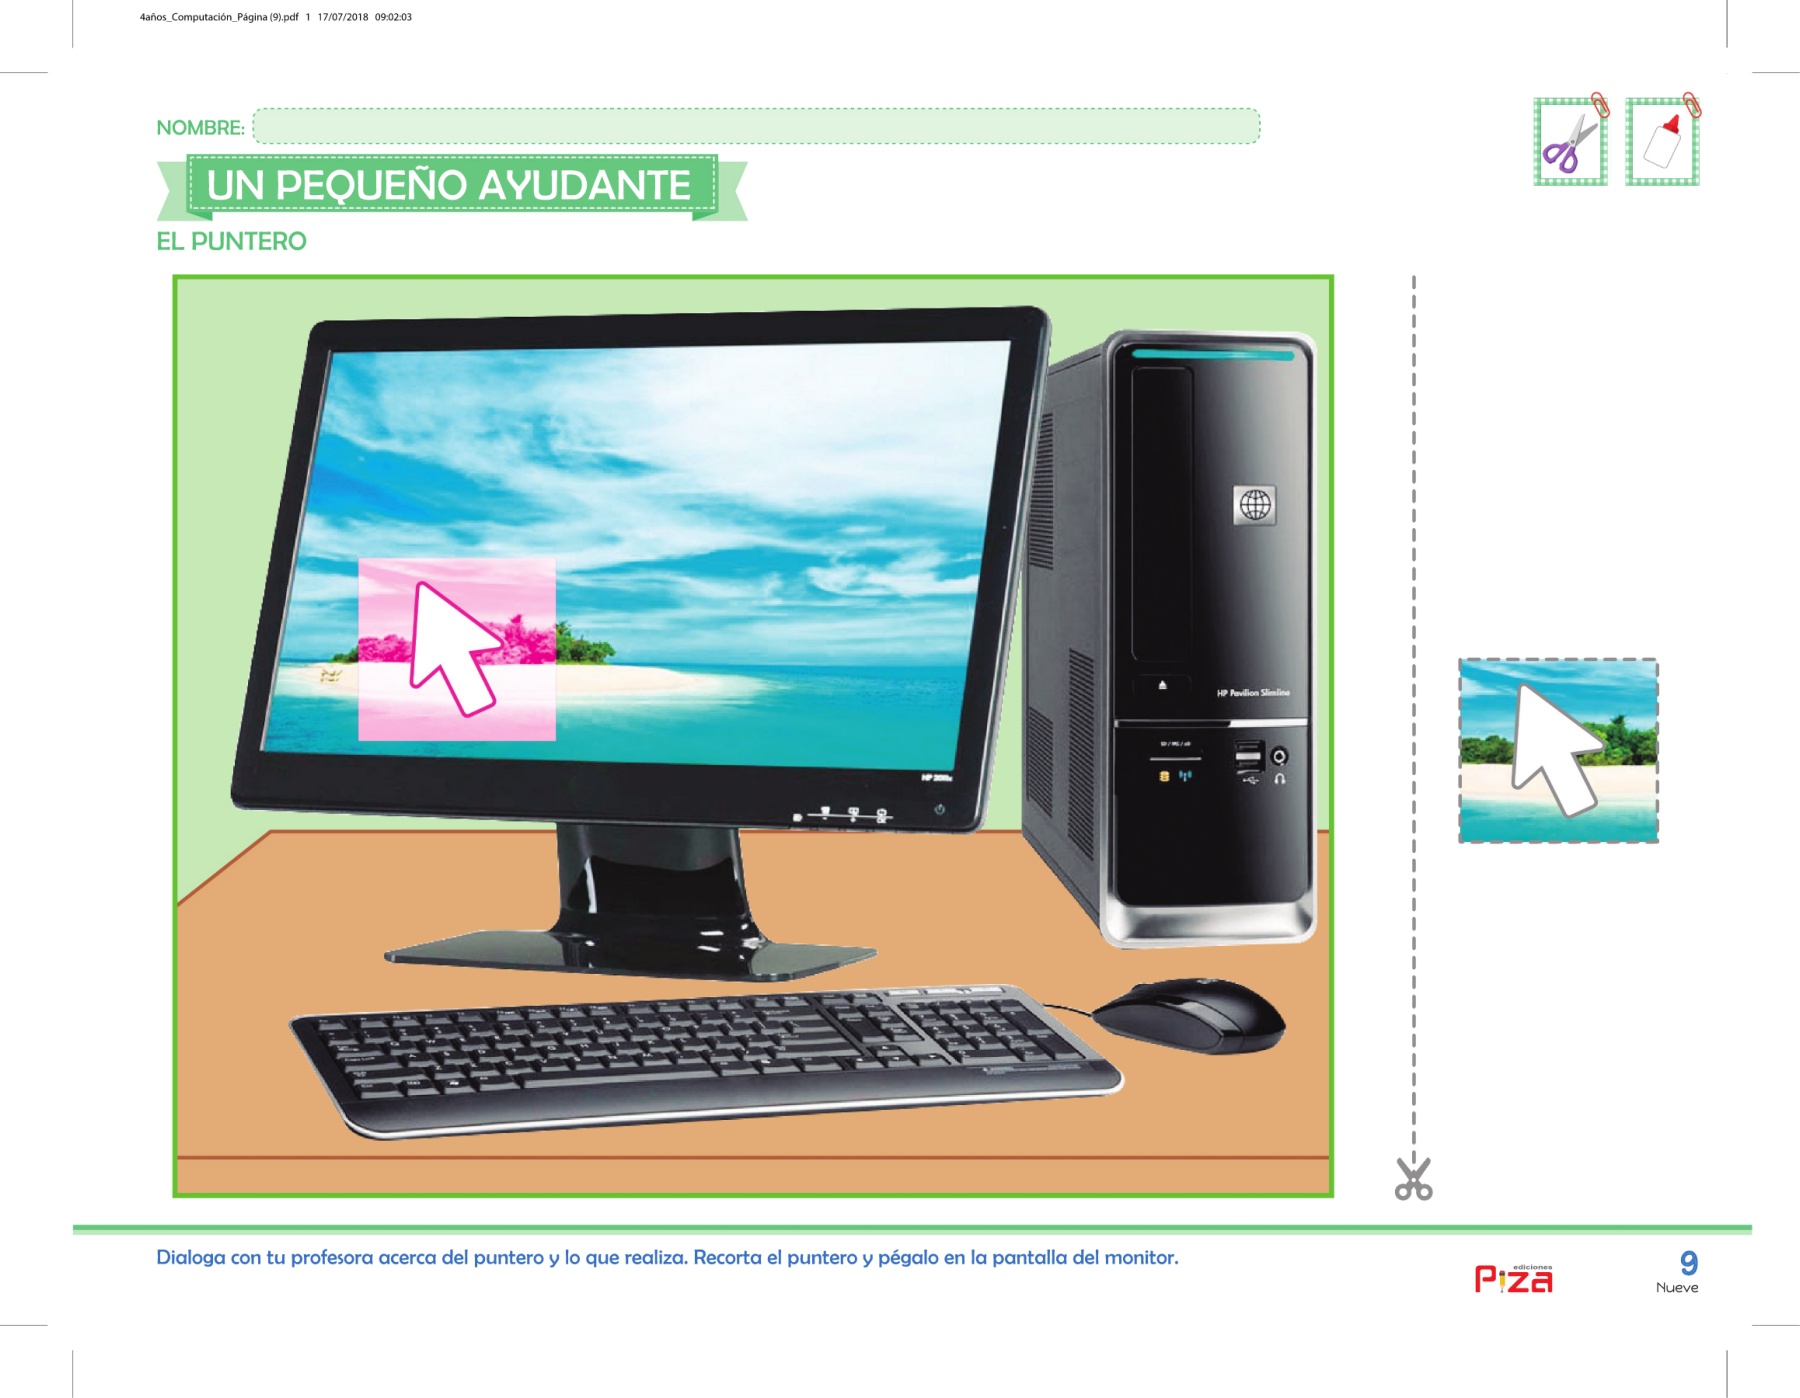 4años_Computación_Página (9).pdf 1 17/07/2018 09:02:03
NOMBRE:
UN PEQUEÑO AYUDANTE
EL PUNTERO
HP Pavilion Slimline
Dialoga con tu profesora acerca del puntero y lo que realiza. Recorta el puntero y pégalo en la pantalla del monitor.
ediciones
Piza
9
Nueve